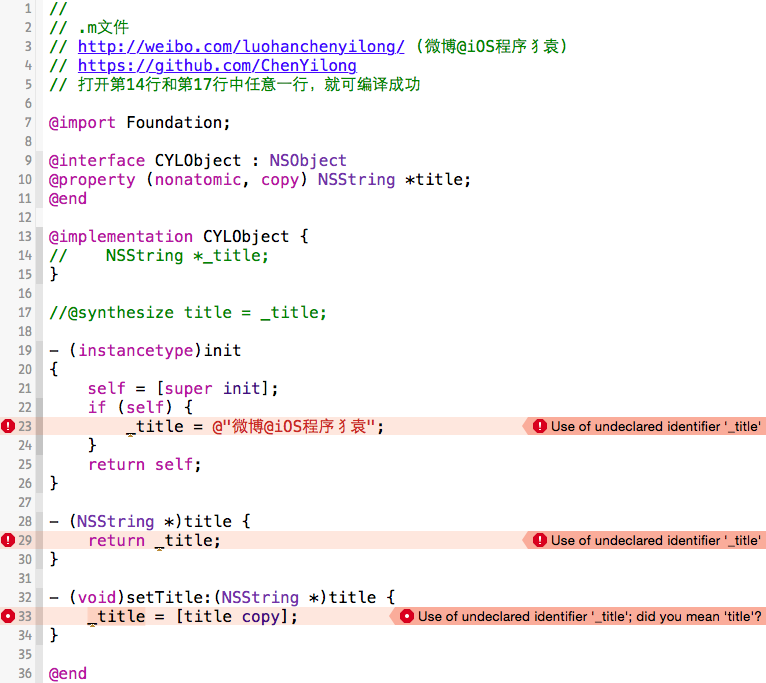 1 //
2 // .m文件
3 // http://weibo.com/luohanchenyilong/ (微博@iOS程序犭袁)
4 // https://github.com/ChenYilong
5 // 打开第14行和第17行中任意一行，就可编译成功
6
7 @import Foundation;
8
9 @interface CYLObject : NSObject
10 @property (nonatomic, copy) NSString *title;
11 @end
12
13 @implementation CYLObject {
14 //    NSString *_title;
15 }
16
17 //@synthesize title = _title;
18
19 - (instancetype)init
20 {
21     self = [super init];
22     if (self) {
23         _title = @"微博@iOS程序犭袁"; Use of undeclared identifier '_title'
24     }
25     return self;
26 }
27
28 - (NSString *)title {
29     return _title; Use of undeclared identifier '_title'
30 }
31
32 - (void)setTitle:(NSString *)title {
33     _title = [title copy]; Use of undeclared identifier '_title'; did you mean 'title'?
34 }
35
36 @end